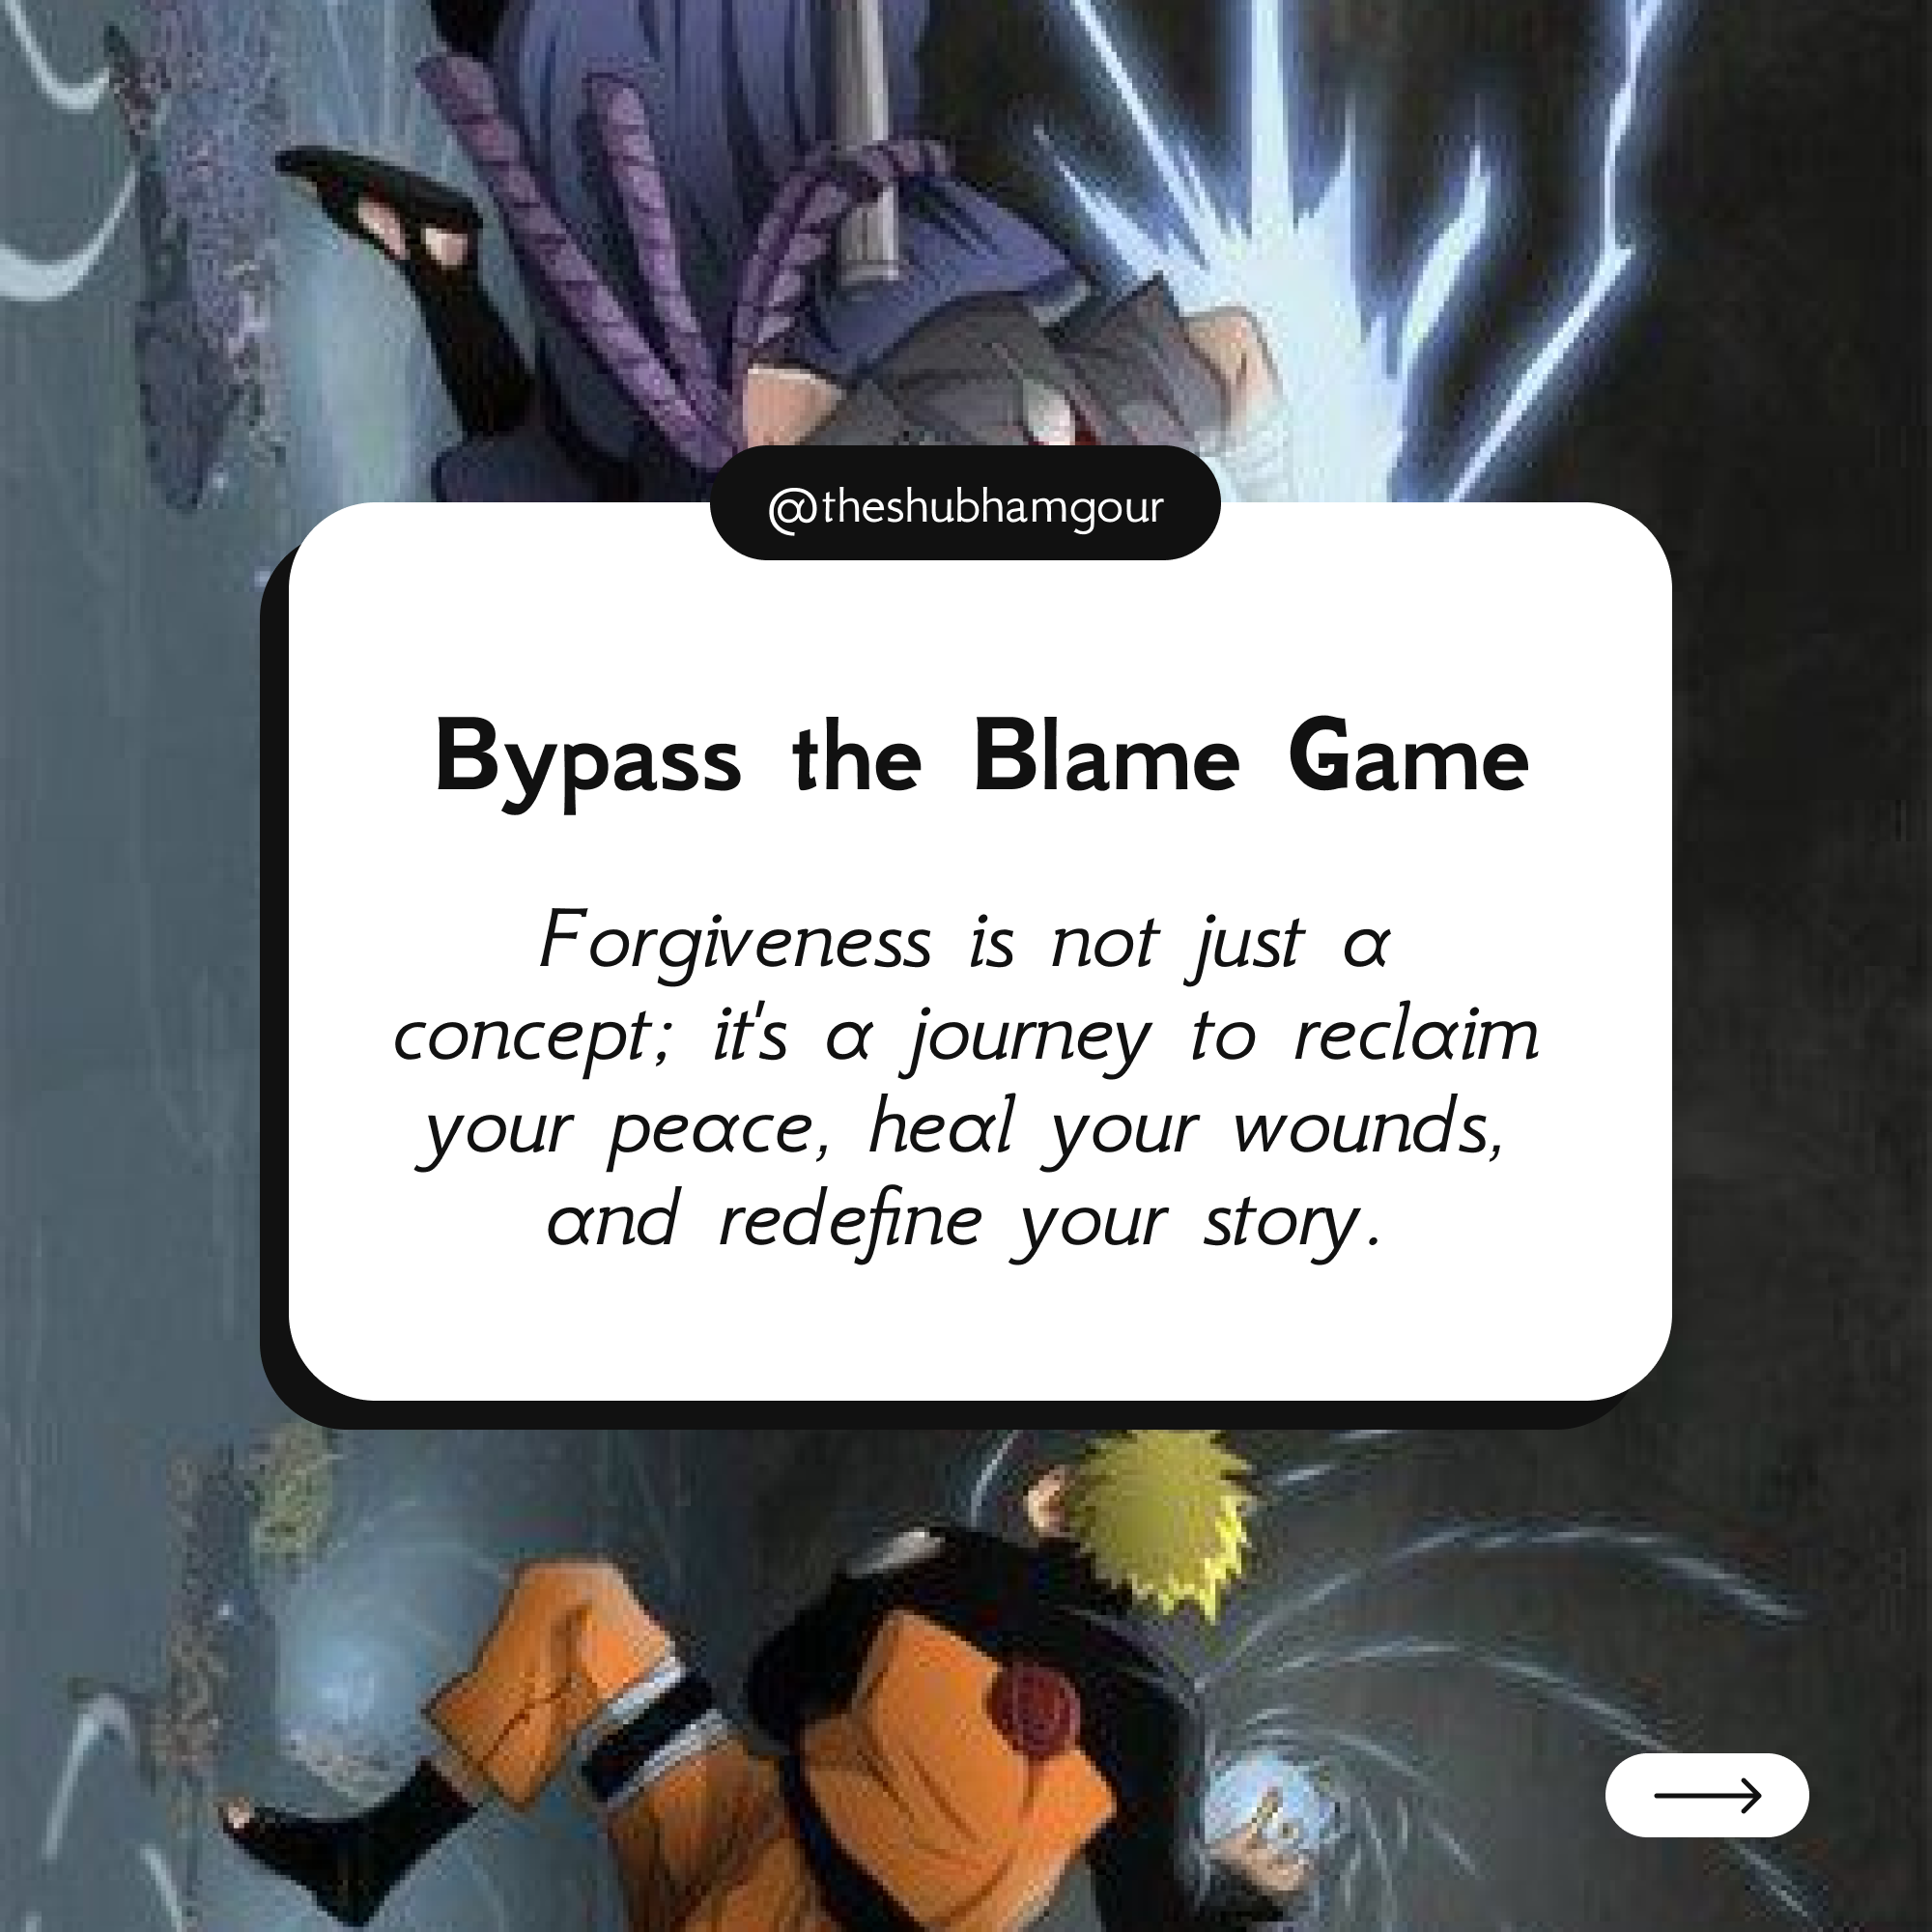 @theshubhamgour
Bypass the Blame Game
Forgiveness is not just a
concept; it's a journey to reclaim
your peace, heal your wounds,
and redefine your story.